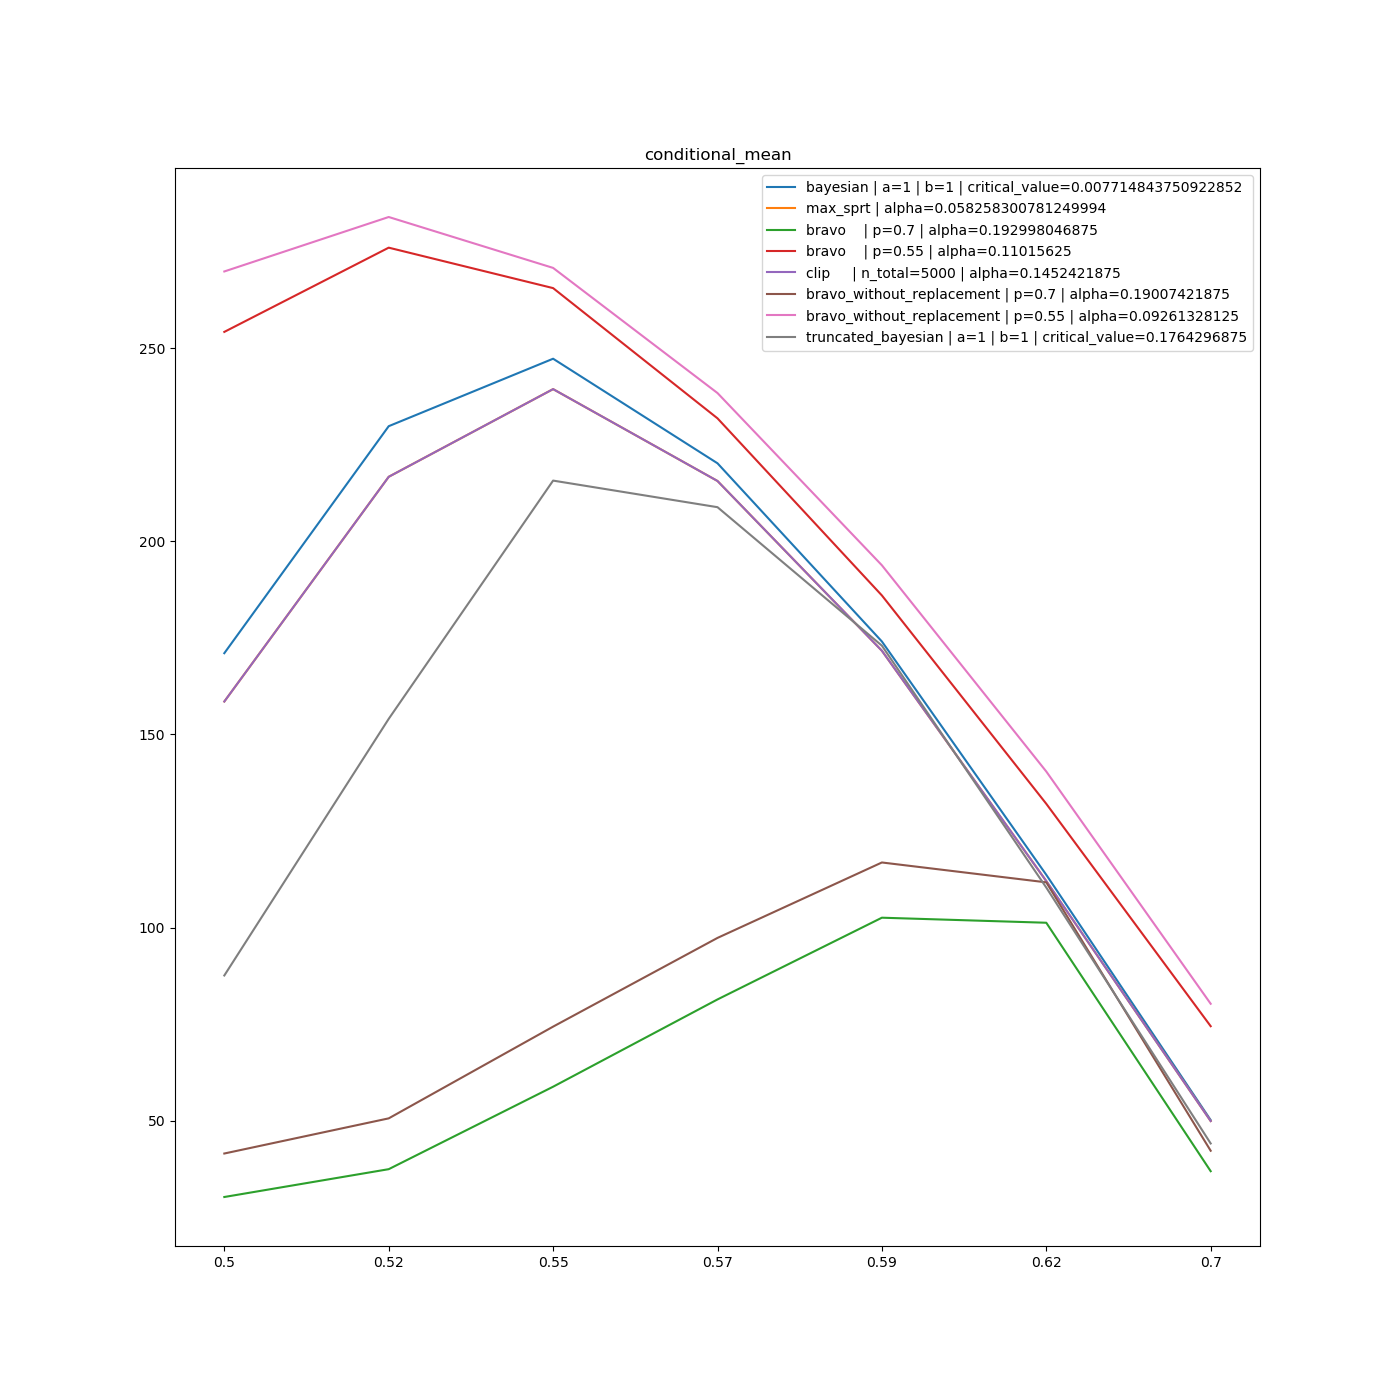 conditional_mean
bayesian | a=1 | b=1 | critical_value=0.007714843750922852
max_sprt | alpha=0.058258300781249994
bravo    | p=0.7 | alpha=0.192998046875
bravo    | p=0.55 | alpha=0.11015625
clip     | n_total=5000 | alpha=0.1452421875
bravo_without_replacement | p=0.7 | alpha=0.19007421875
bravo_without_replacement | p=0.55 | alpha=0.09261328125
truncated_bayesian | a=1 | b=1 | critical_value=0.1764296875
250
200
150
100
50
0.5 0.52 0.55 0.57 0.59 0.62 0.7